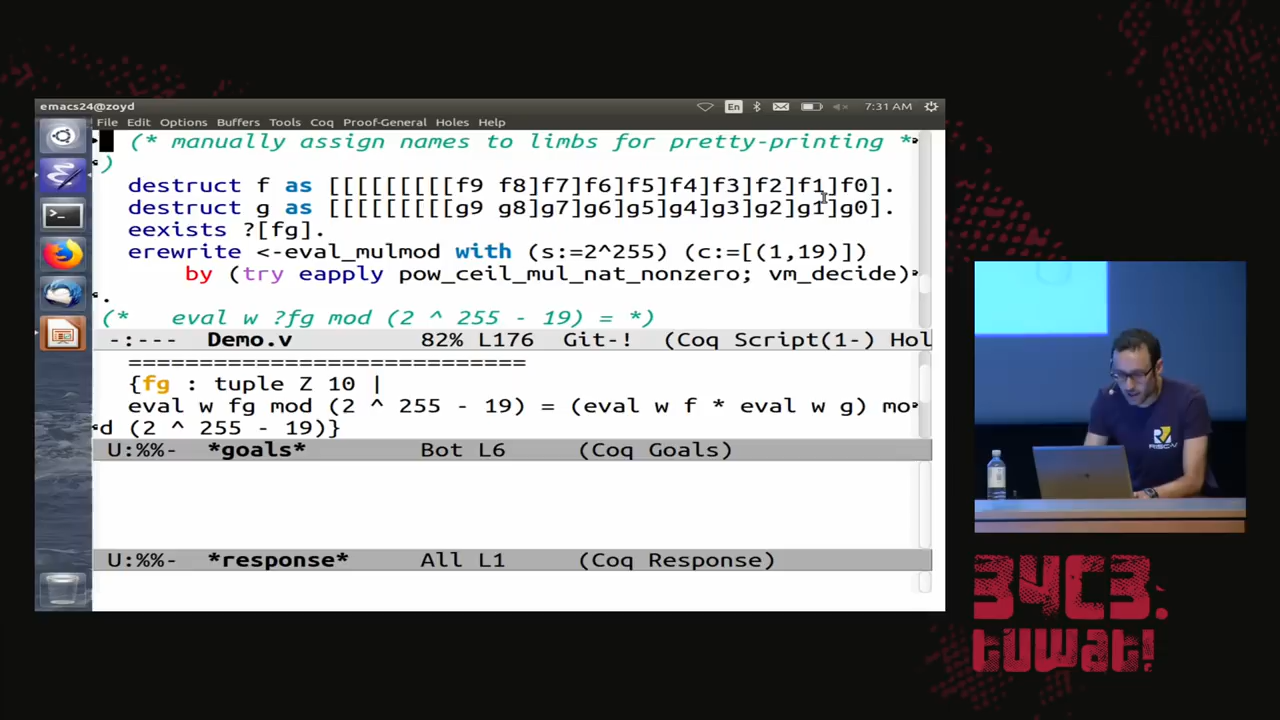 emacs24@zoyd
En
7:31 AM
File Edit Options Buffers Tools Coq Proof-General Holes Help
(* manually assign names to limbs for pretty-printing *
)
destruct f as [[[[[[[[[f9 f8]f7]f6]f5]f4]f3]f2]f1]f0].
destruct g as [[[[[[[[[g9 g8]g7]g6]g5]g4]g3]g2]g1]g0].
eexists ?[fg].
erewrite <-eval_mulmod with (s:=2^255) (c:=[(1,19)])
by (try eapply pow_ceil_mul_nat_nonzero; vm_decide)
.
(* eval w ?fg mod (2 ^ 255 - 19) = *)
-:--- Demo.v 82% L176 Git-! (Coq Script(1-) Hol
===========================
{fg : tuple Z 10 |
eval w fg mod (2 ^ 255 - 19) = (eval w f * eval w g) mo
d (2 ^ 255 - 19)}
U:%%- *goals* Bot L6 (Coq Goals)
U:%%- *response* All L1 (Coq Response)
RISC-V
34C3.
tuwat!